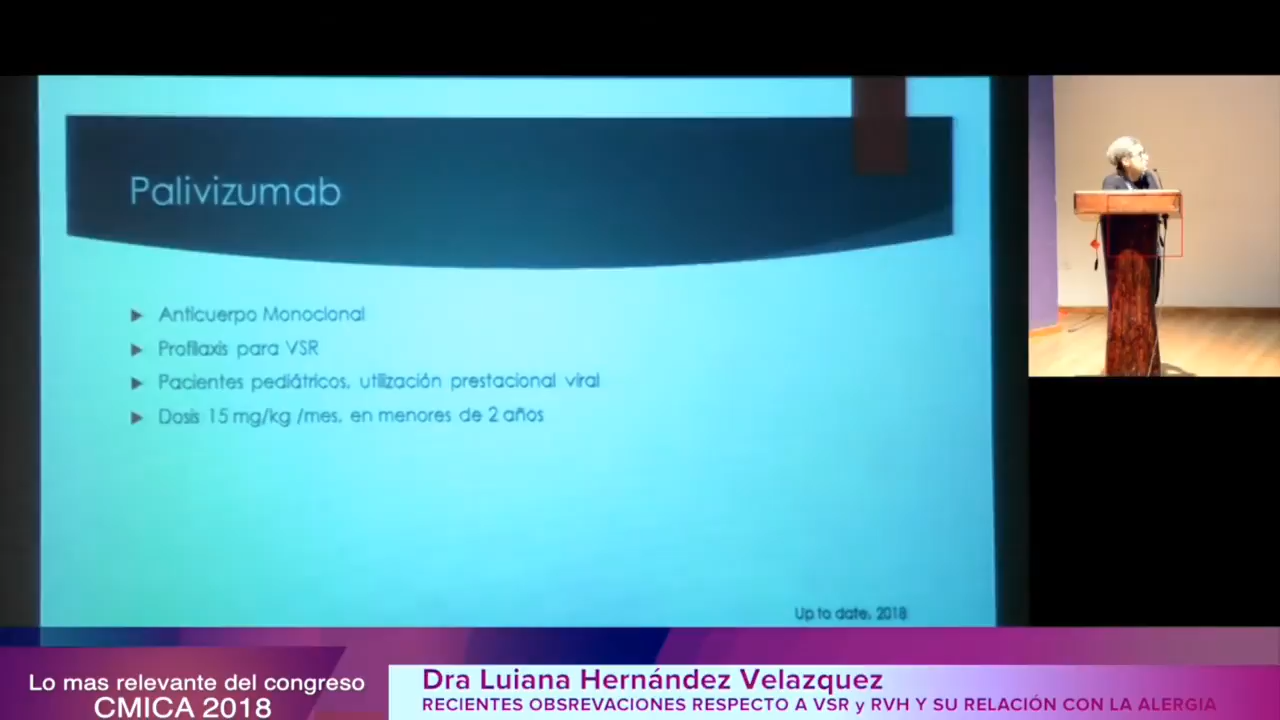 Palivizumab
Anticuerpo Monoclonal
Profilaxis para VSR
Pacientes pediátricos, utilización prestacional viral
Dosis 15 mg/kg /mes, en menores de 2 años
Up to date, 2018
Lo mas relevante del congreso
CMICA 2018
Dra Luiana Hernández Velazquez
RECIENTES OBSREVACIONES RESPECTO A VSR y RVH Y SU RELACIÓN CON LA ALERGIA